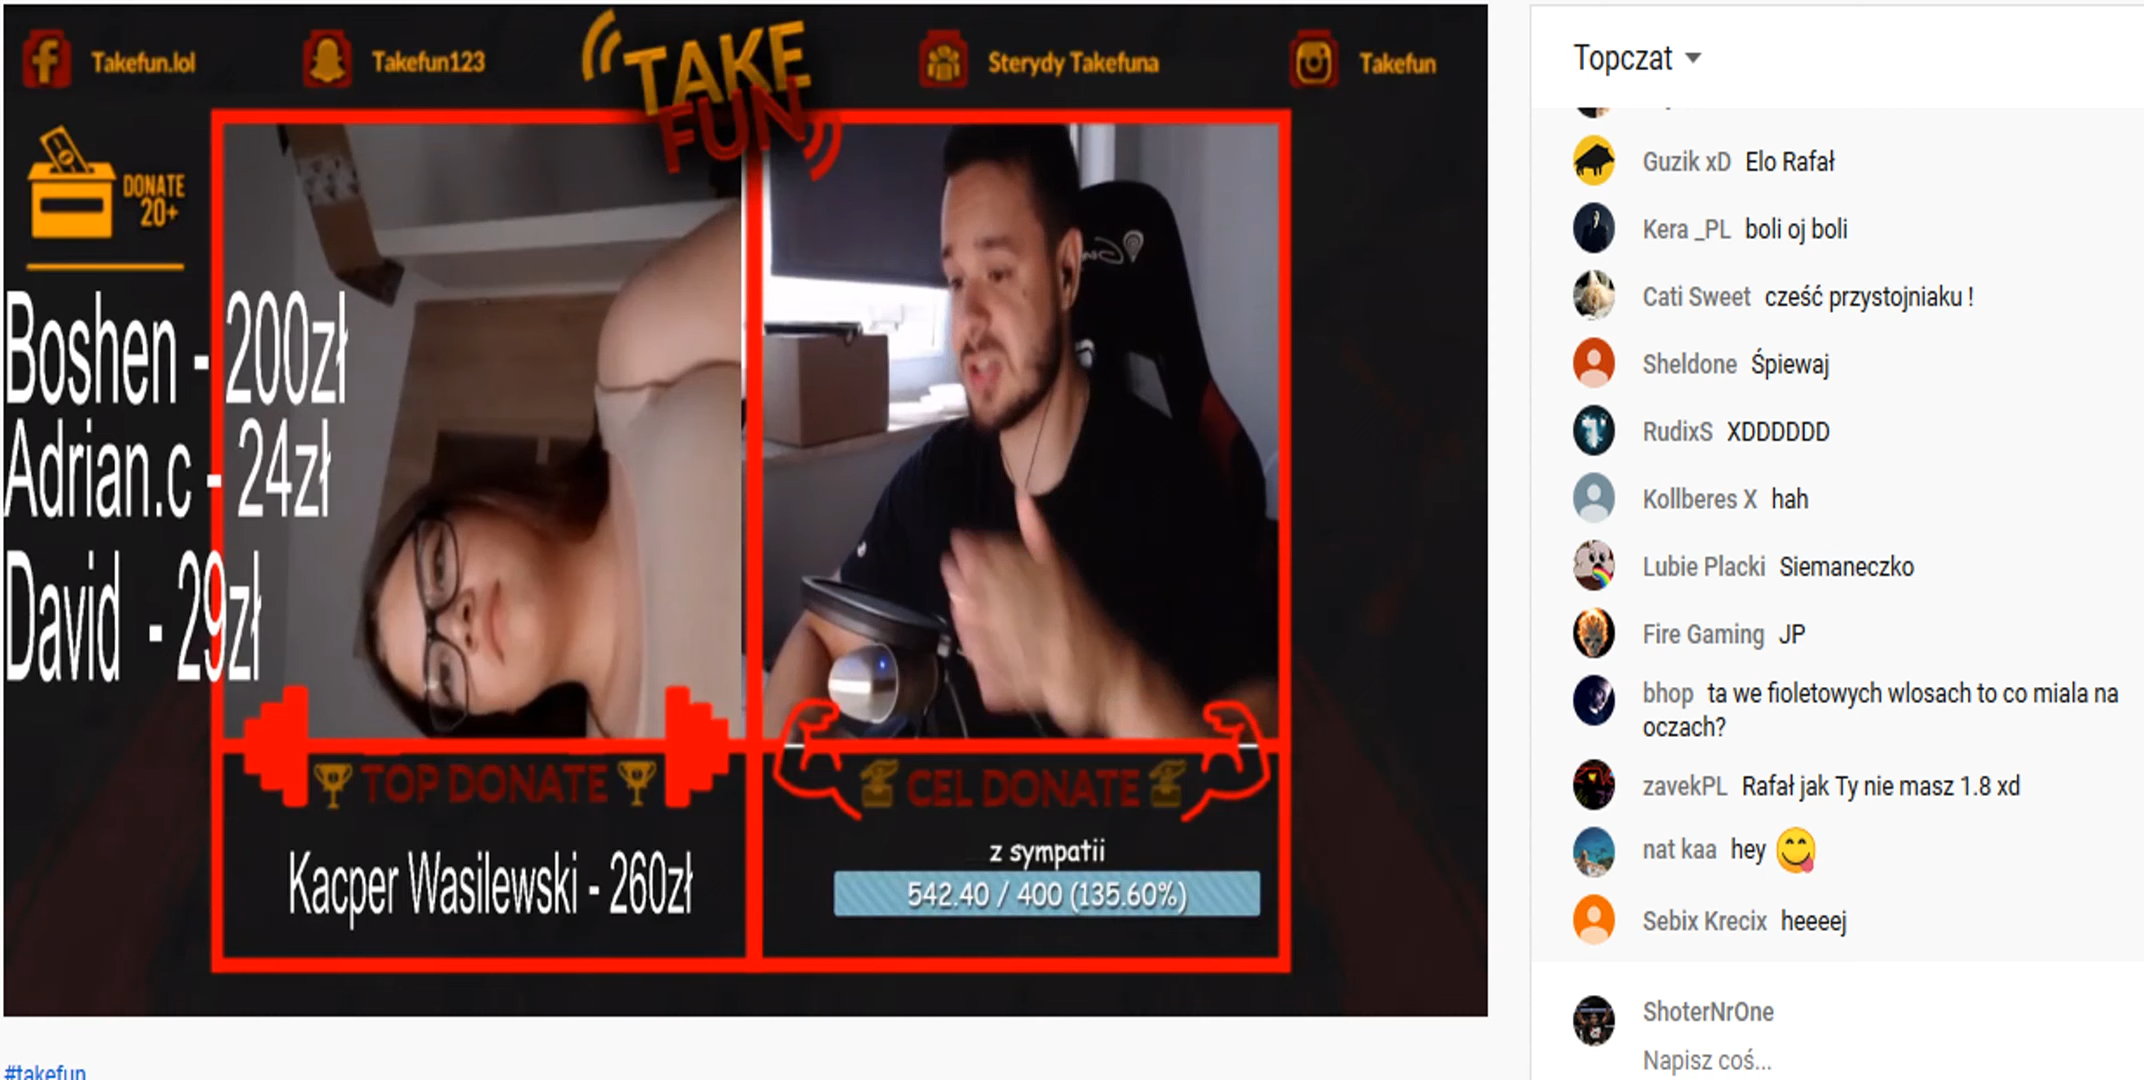 Takefun.lol
Takefun123
TAKE
FUN
Sterydy Takefuna
Takefun
DONATE
20+
Boshen - 200zł
Adrian.c - 24zł
David - 29zł
TOP DONATE
Kacper Wasilewski - 260zł
CEL DONATE
z sympatii
542.40 / 400 (135.60%)
#takefun
Topczat
Guzik xD Elo Rafał
Kera _PL boli oj boli
Cati Sweet cześć przystojniaku !
Sheldone Śpiewaj
RudixS XDDDDDD
Kollberes X hah
Lubie Placki Siemaneczko
Fire Gaming JP
bhop ta we fioletowych wlosach to co miala na
oczach?
zavekPL Rafał jak Ty nie masz 1.8 xd
nat kaa hey 😋
Sebix Krecix heeeej
ShoterNrOne
Napisz coś...